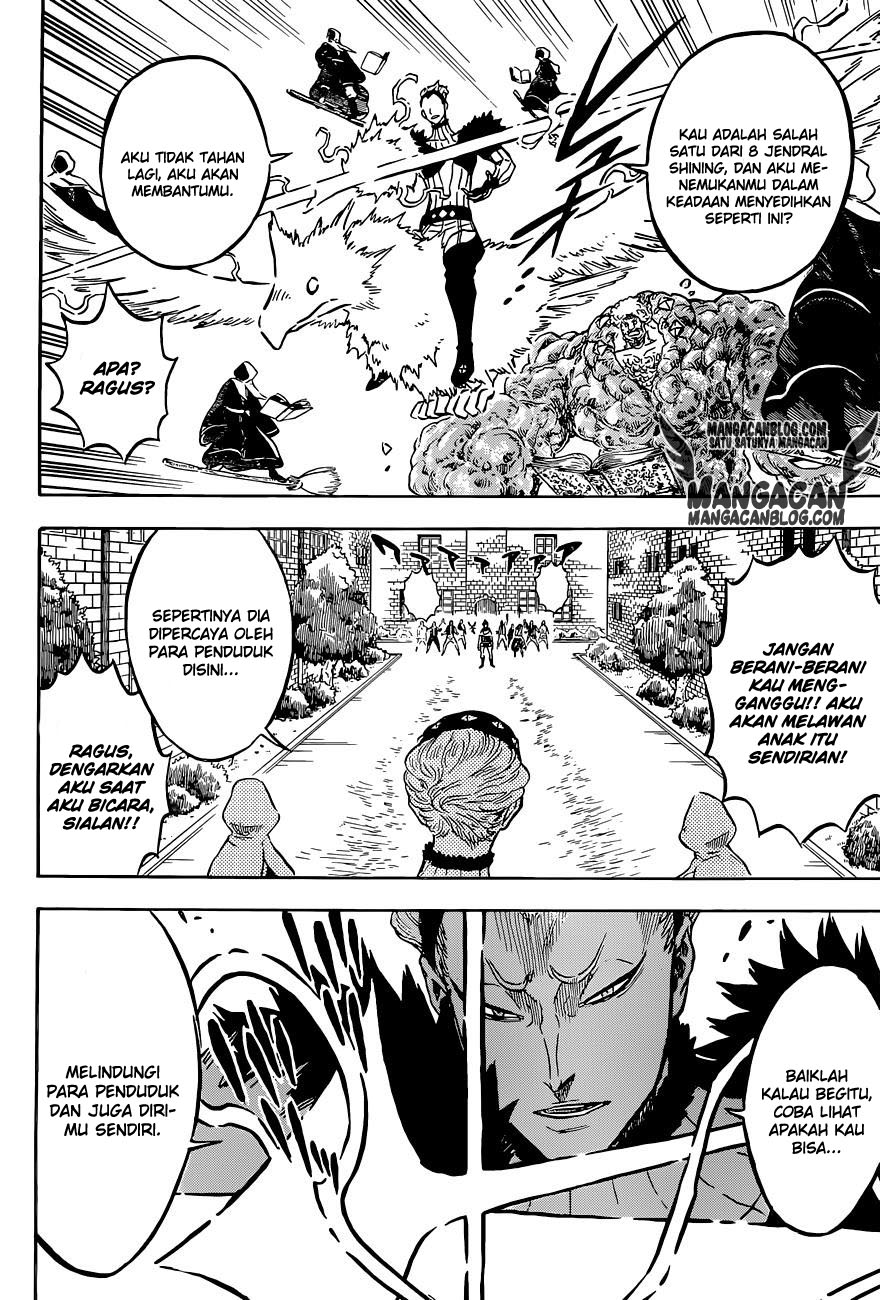 KAU ADALAH SALAH
SATU DARI 8 JENDRAL
SHINING, DAN AKU ME-
NEMUKANMU DALAM
KEADAAN MENYEDIHKAN
SEPERTI INI?
AKU TIDAK TAHAN
LAGI, AKU AKAN
MEMBANTUMU.
APA?
RAGUS?
MANGACANBLOG.COM
SATU SATUNYA MANGACAN
MANGACAN
MANGACANBLOG.COM
JANGAN
BERANI-BERANI
KAU MENG-
GANGGU!! AKU
AKAN MELAWAN
ANAK ITU
SENDIRIAN!
SEPERTINYA DIA
DIPERCAYA OLEH
PARA PENDUDUK
DISINI...
RAGUS,
DENGARKAN
AKU SAAT
AKU BICARA,
SIALAN!!
BAIKLAH
KALAU BEGITU,
COBA LIHAT
APAKAH KAU
BISA...
MELINDUNGI
PARA PENDUDUK
DAN JUGA DIRI-
MU SENDIRI.